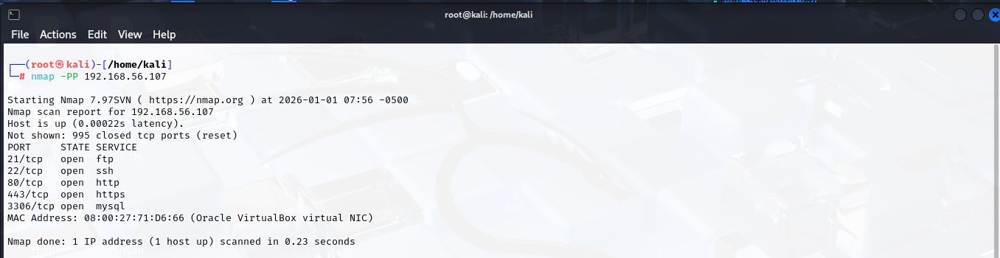 root@kali: /home/kali
File Actions Edit View Help
┌──(root㉿kali)-[/home/kali]
└─# nmap -PP 192.168.56.107
Starting Nmap 7.97SVN ( https://nmap.org ) at 2026-01-01 07:56 -0500
Nmap scan report for 192.168.56.107
Host is up (0.00022s latency).
Not shown: 995 closed tcp ports (reset)
PORT     STATE SERVICE
21/tcp   open  ftp
22/tcp   open  ssh
80/tcp   open  http
443/tcp  open  https
3306/tcp open  mysql
MAC Address: 08:00:27:71:D6:66 (Oracle VirtualBox virtual NIC)
Nmap done: 1 IP address (1 host up) scanned in 0.23 seconds
Home LinuxLab